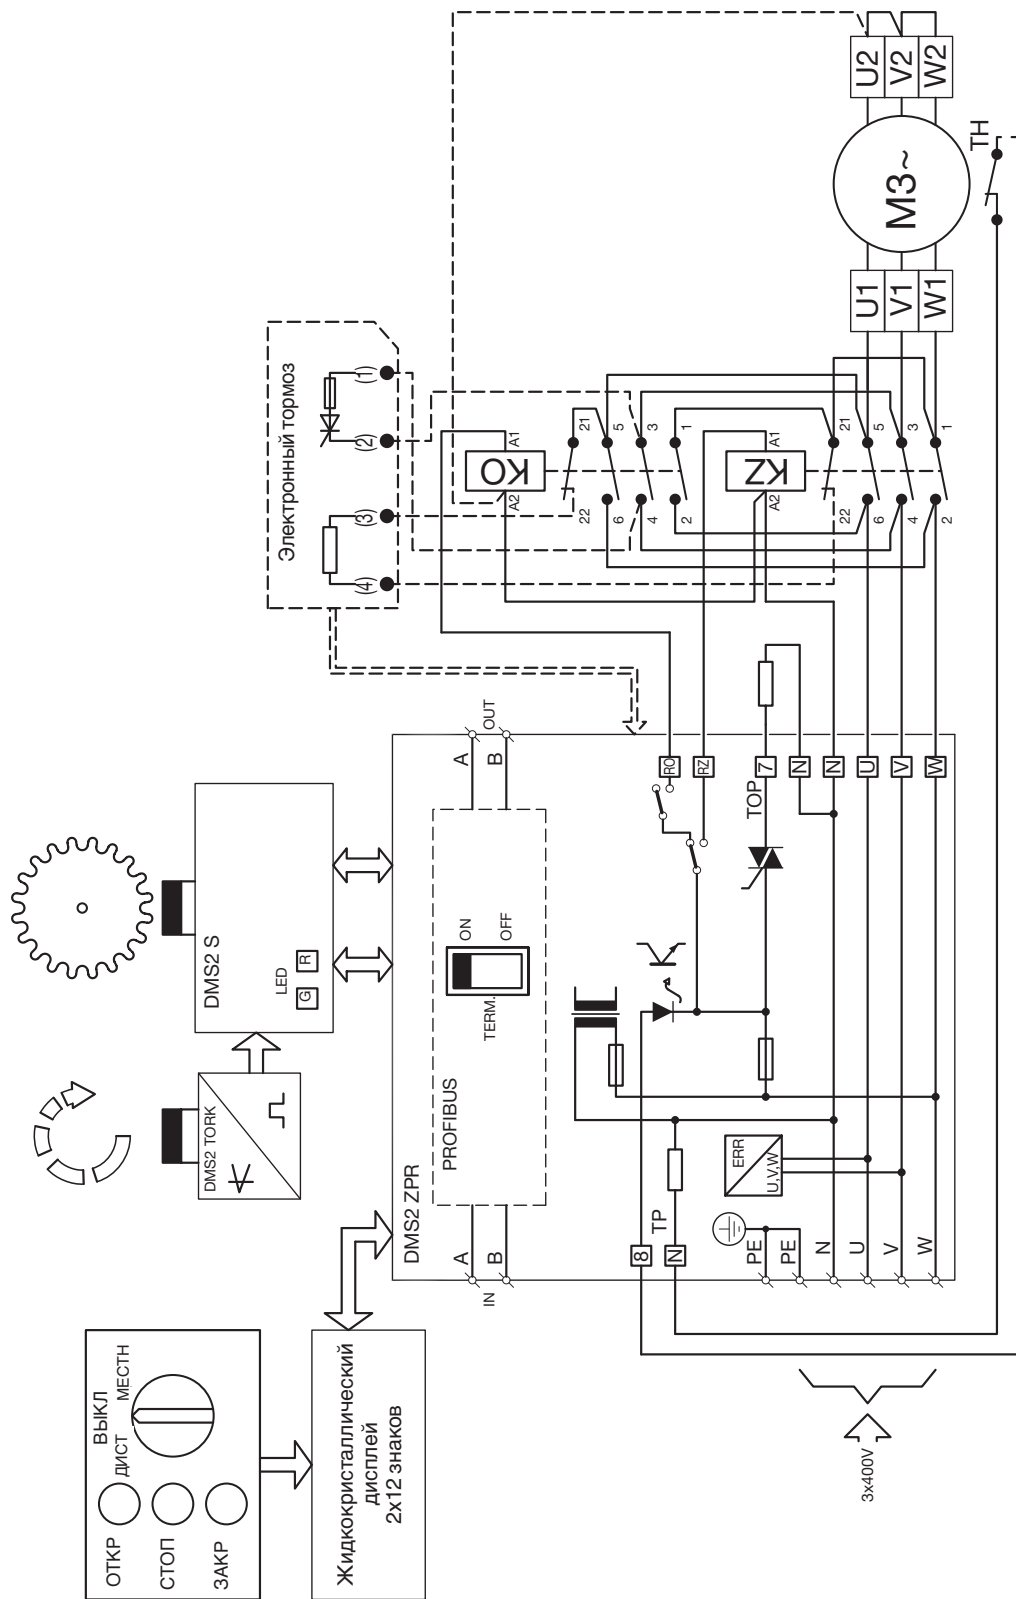 ОТКР
СТОП
ЗАКР
ДИСТ
ВЫКЛ
МЕСТН
Жидкокристаллический
дисплей
2x12 знаков
3x400V
DMS2 TORK
DMS2 S
LED
G
R
DMS2 ZPR
IN
A
B
PROFIBUS
TERM.
ON
OFF
A
B
OUT
8
N
TP
PE
PE
N
U
V
W
ERR
U,V,W
TOP
RO
RZ
7
N
N
U
V
W
Электронный тормоз
(4)
(3)
(2)
(1)
KO
A2
A1
22
21
6
5
4
3
2
1
KZ
A2
A1
22
21
6
5
4
3
2
1
U1
V1
W1
M3~
U2
V2
W2
TH